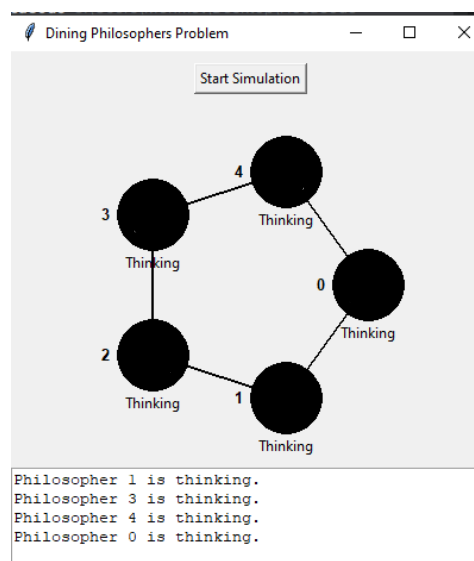 Dining Philosophers Problem
Start Simulation
4
Thinking
3
Thinking
0
Thinking
2
Thinking
1
Thinking
Philosopher 1 is thinking.
Philosopher 3 is thinking.
Philosopher 4 is thinking.
Philosopher 0 is thinking.